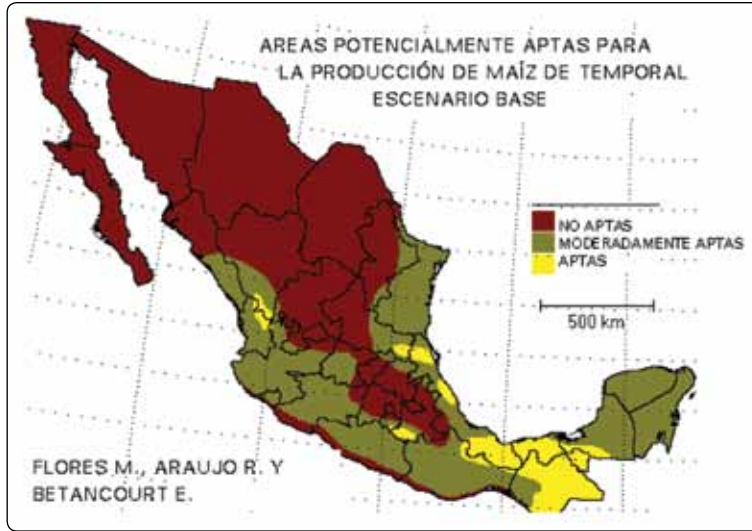 AREAS POTENCIALMENTE APTAS PARA
LA PRODUCCIÓN DE MAÍZ DE TEMPORAL
ESCENARIO BASE
NO APTAS
MODERADAMENTE APTAS
APTAS
500 km
FLORES M., ARAUJO R. Y
BETANCOURT E.